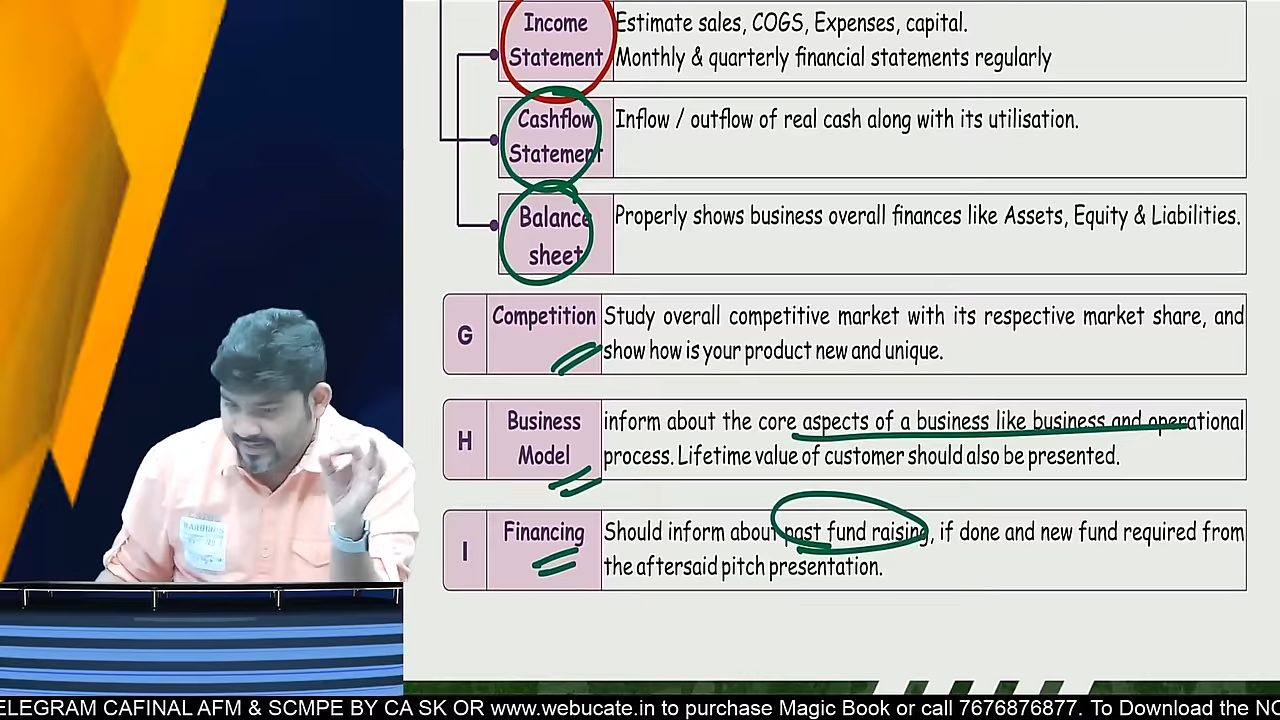 Income
Statement
Estimate sales, COGS, Expenses, capital.
Monthly & quarterly financial statements regularly
Cashflow
Statement
Inflow / outflow of real cash along with its utilisation.
Balance
sheet
Properly shows business overall finances like Assets, Equity & Liabilities.
G
Competition
Study overall competitive market with its respective market share, and
show how is your product new and unique.
H
Business
Model
inform about the core aspects of a business like business and operational
process. Lifetime value of customer should also be presented.
I
Financing
Should inform about past fund raising, if done and new fund required from
the aftersaid pitch presentation.
ELEGRAM CAFINAL AFM & SCMPE BY CA SK OR www.webucate.in to purchase Magic Book or call 7676876877. To Download the NO